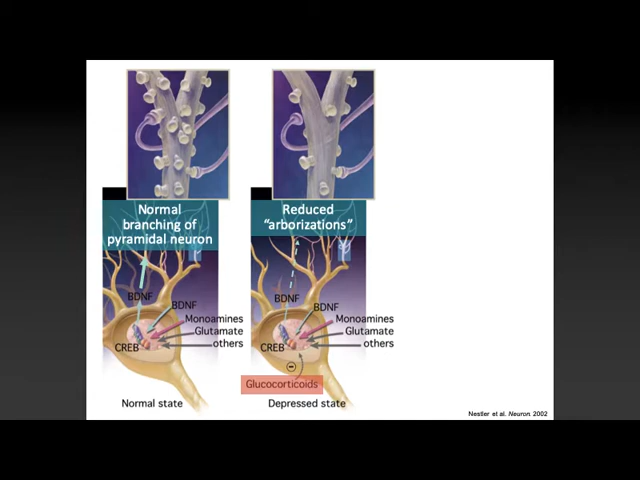 Normal
branching of
pyramidal neuron
BDNF
BDNF
Monoamines
Glutamate
others
CREB
Normal state
Reduced
“arborizations”
BDNF
BDNF
Monoamines
Glutamate
others
CREB
Glucocorticoids
Depressed state
Nestler et al. Neuron. 2002